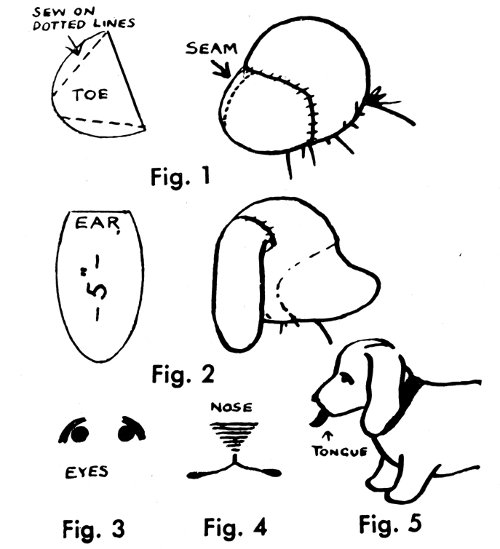 SEW ON
DOTTED LINES
TOE
SEAM
Fig. 1
EAR
-5"-
Fig. 2
EYES
NOSE
TONGUE
Fig. 3
Fig. 4
Fig. 5